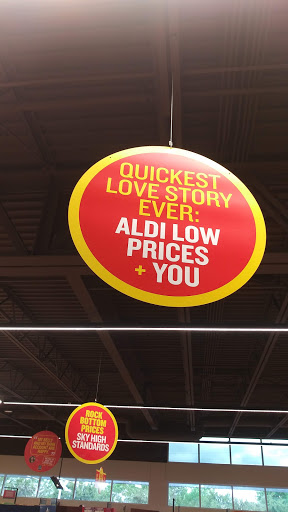 QUICKEST
LOVE STORY
EVER:
ALDI LOW
PRICES
+ YOU
ROCK
BOTTOM
PRICES
SKY HIGH
STANDARDS